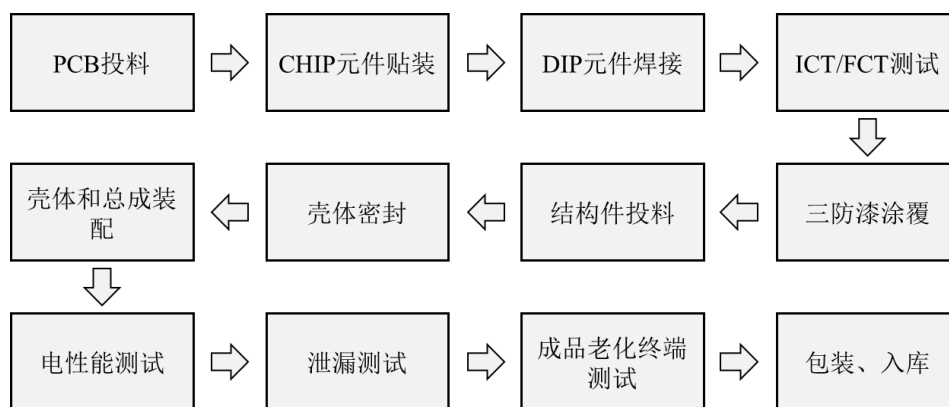 PCB投料
CHIP元件贴装
DIP元件焊接
ICT/FCT测试
三防漆涂覆
结构件投料
壳体密封
壳体和总成装
配
电性能测试
泄漏测试
成品老化终端
测试
包装、入库